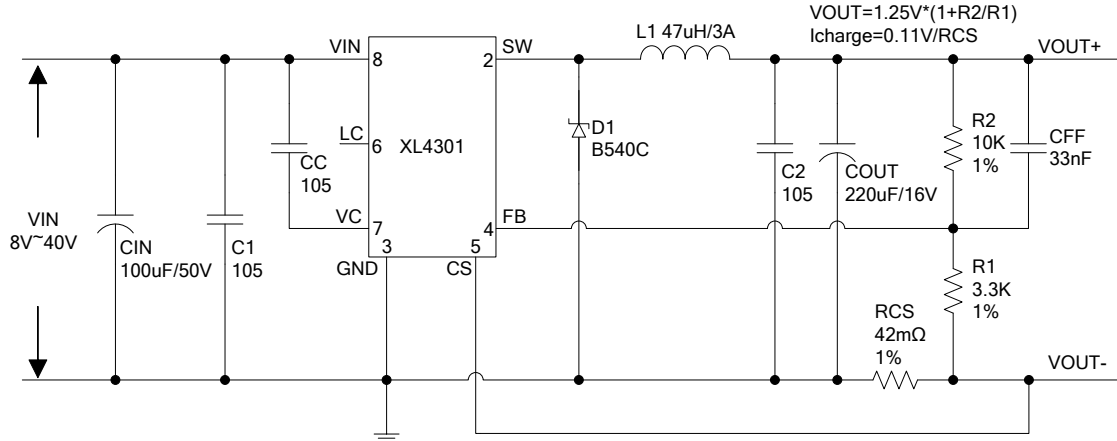 VOUT=1.25V*(1+R2/R1)
Icharge=0.11V/RCS
L1 47uH/3A
VIN
SW
VOUT+
8
2
LC
6
XL4301
D1
B540C
R2
10K
1%
CFF
33nF
CC
105
C2
105
COUT
220uF/16V
VIN
8V~40V
CIN
100uF/50V
C1
105
VC
7
FB
4
3
5
GND
CS
R1
3.3K
1%
RCS
42mΩ
1%
VOUT-